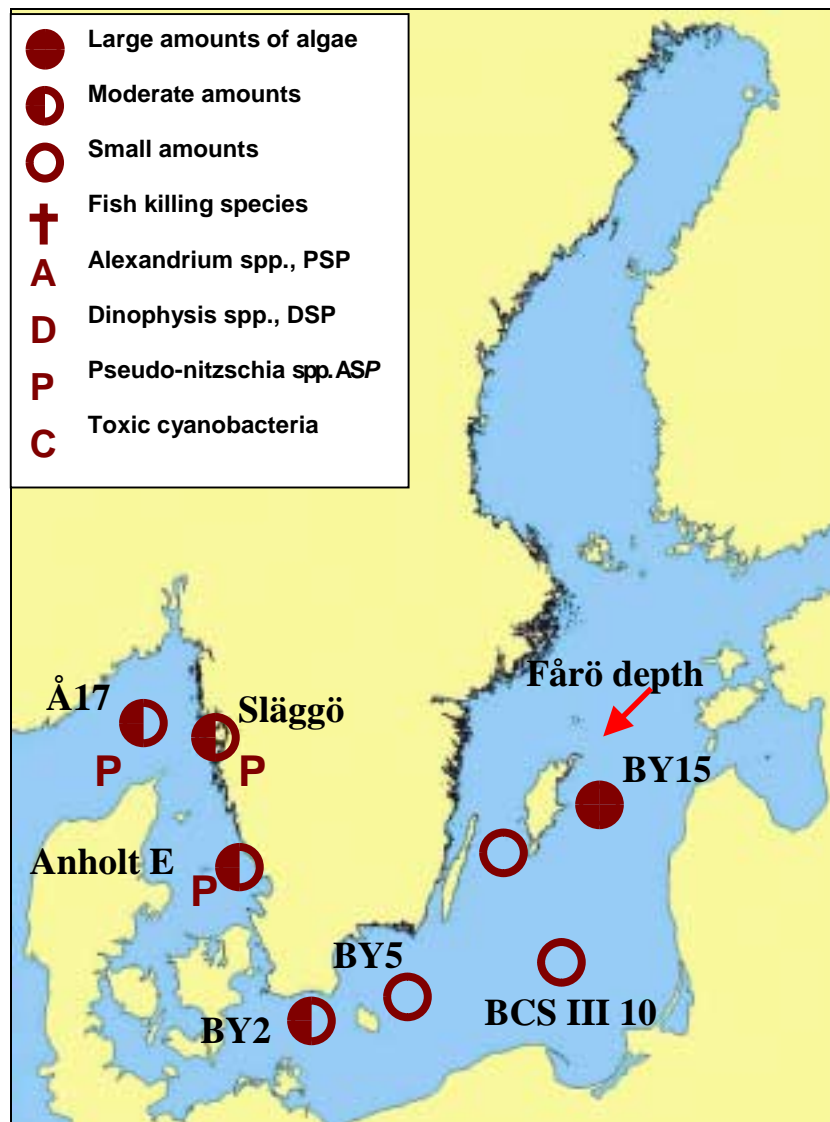 Large amounts of algae
Moderate amounts
Small amounts
Fish killing species
A Alexandrium spp., PSP
D Dinophysis spp., DSP
P Pseudo-nitzschia spp.ASP
C Toxic cyanobacteria
Fårö depth
Å17
Släggö
P
P
BY15
Anholt E
P
BY5
BCS III 10
BY2